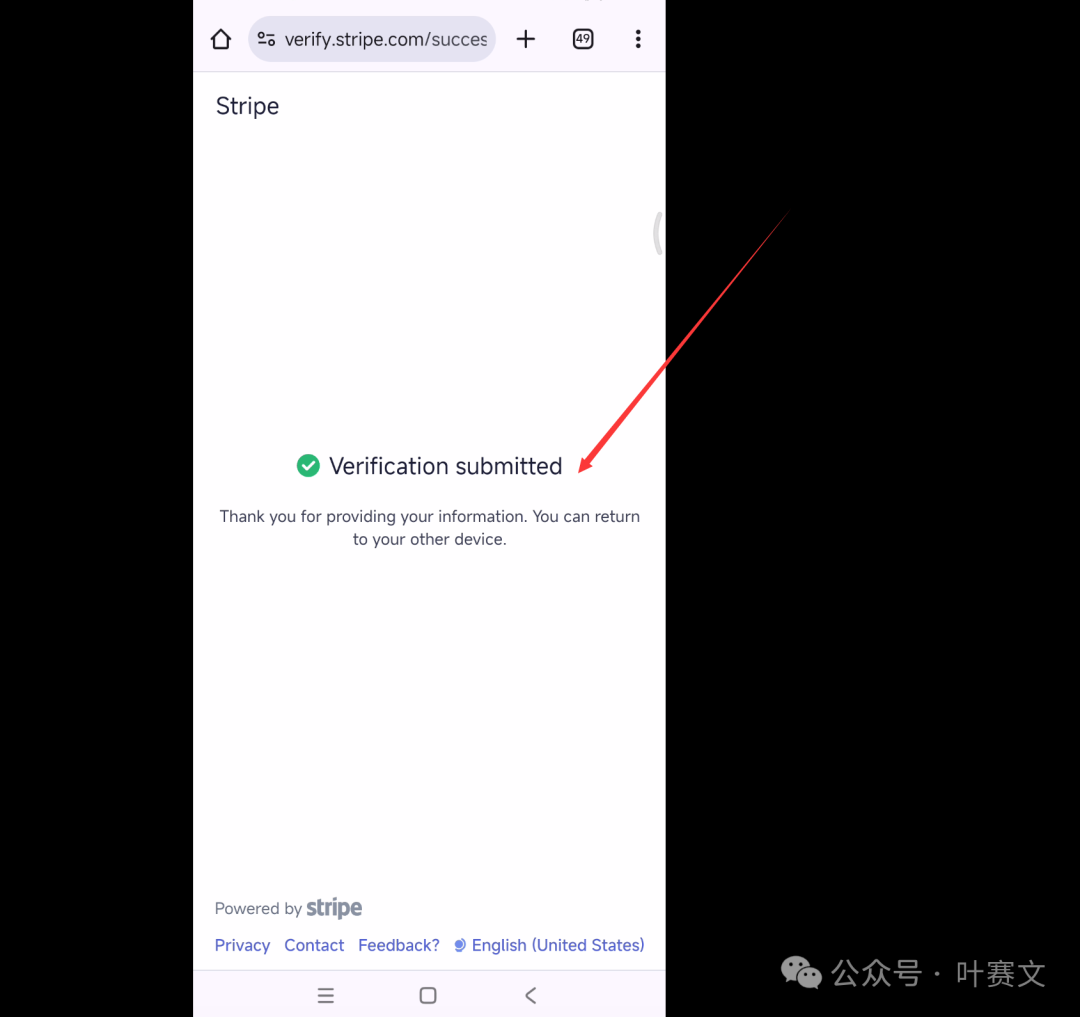 verify.stripe.com/succes
49
Stripe
Verification submitted
Thank you for providing your information. You can return
to your other device.
Powered by stripe
Privacy Contact Feedback? English (United States)
公众号 · 叶赛文